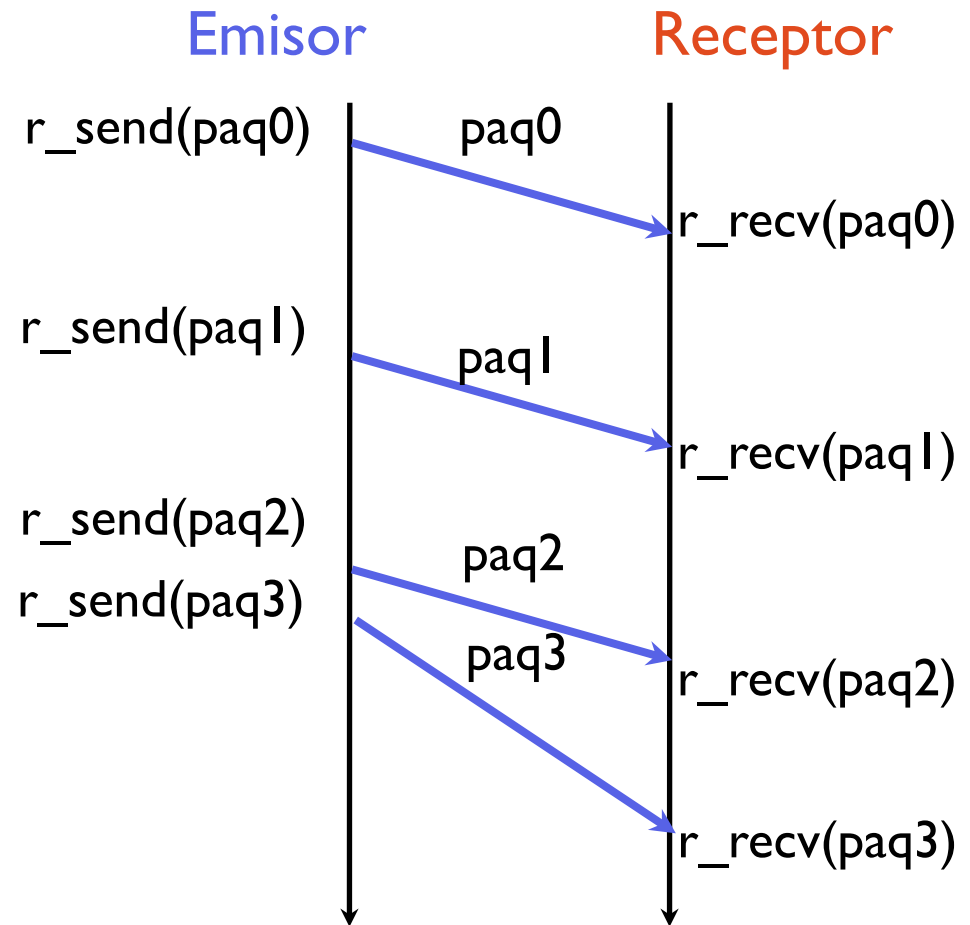 Emisor
Receptor
r_send(paq0)
paq0
r_recv(paq0)
r_send(paq1)
paq1
r_recv(paq1)
r_send(paq2)
paq2
r_send(paq3)
paq3
r_recv(paq2)
r_recv(paq3)